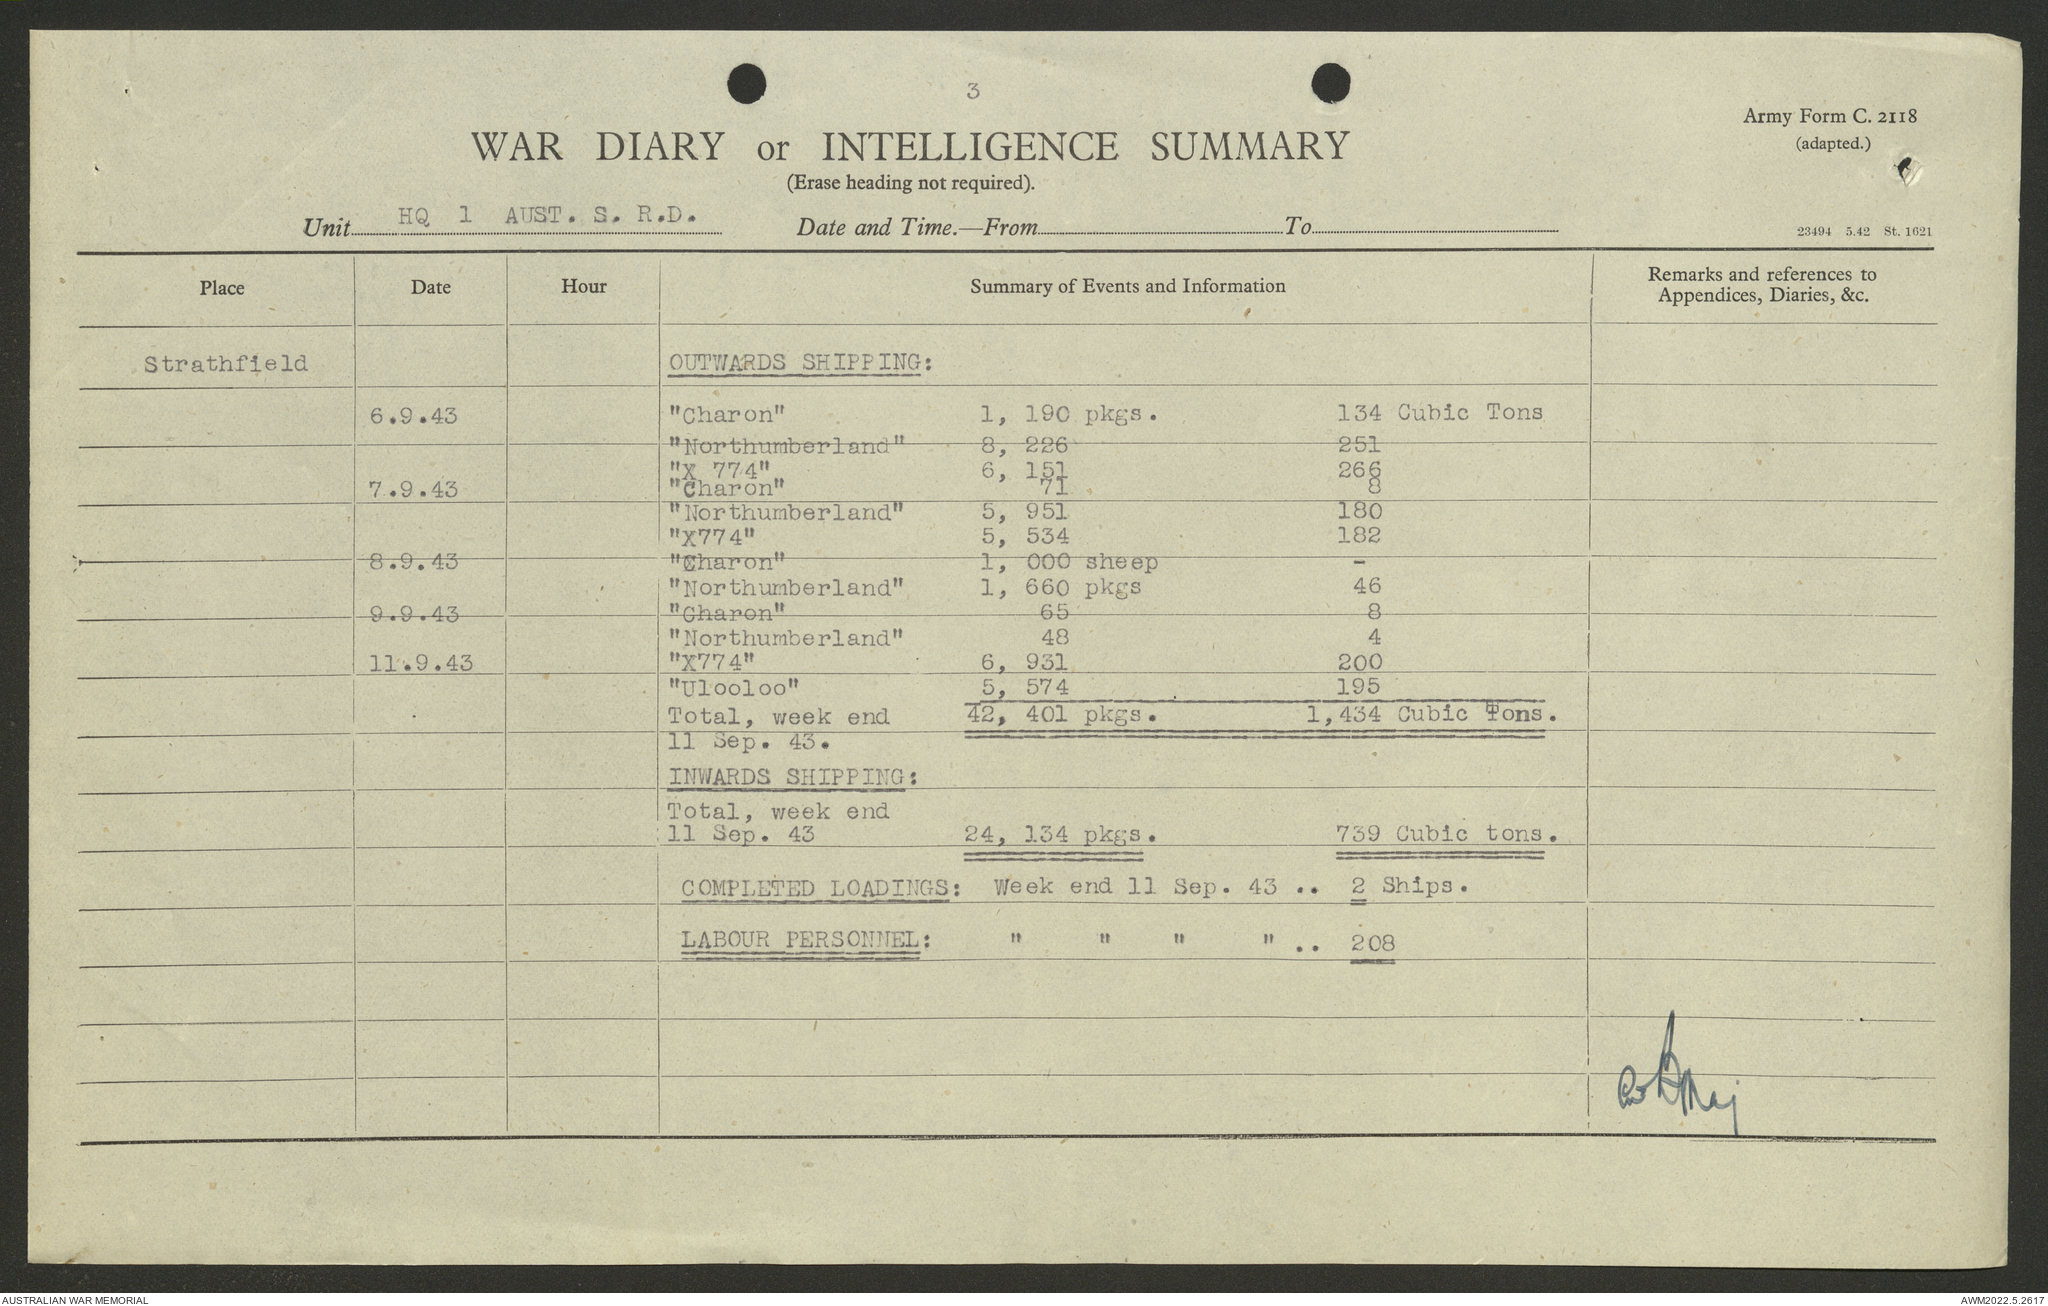 3
Army Form C. 2118
(adapted.)
WAR DIARY or INTELLIGENCE SUMMARY
(Erase heading not required).
Unit HQ 1 AUST. S. R.D. Date and Time.—From To
23494 5.42 St. 1621
Place Date Hour Summary of Events and Information Remarks and references to Appendices, Diaries, &c.
Strathfield OUTWARDS SHIPPING:
6.9.43 "Charon" 1, 190 pkgs. 134 Cubic Tons
"Northumberland" 8, 226 251
"X 774" 6, 151 266
7.9.43 "Charon" 71 8
"Northumberland" 5, 951 180
"X774" 5, 534 182
8.9.43 "Charon" 1, 000 sheep -
"Northumberland" 1, 660 pkgs 46
9.9.43 "Charon" 65 8
"Northumberland" 48 4
11.9.43 "X774" 6, 931 200
"Ulooloo" 5, 574 195
Total, week end 42, 401 pkgs. 1,434 Cubic Tons.
11 Sep. 43.
INWARDS SHIPPING:
Total, week end
11 Sep. 43 24, 134 pkgs. 739 Cubic tons.
COMPLETED LOADINGS: Week end 11 Sep. 43 .. 2 Ships.
LABOUR PERSONNEL: " " " " .. 208
Maj
AUSTRALIAN WAR MEMORIAL AWM2022.5.2617